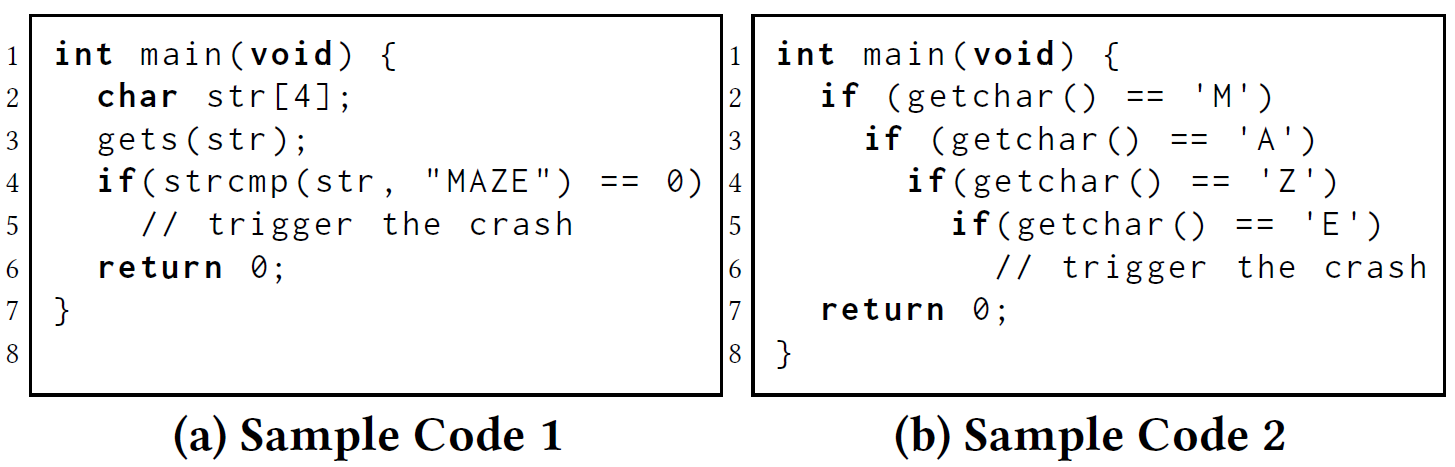 1 int main(void) {
2 char str[4];
3 gets(str);
4 if(strcmp(str, "MAZE") == 0)
5 // trigger the crash
6 return 0;
7 }
8
(a) Sample Code 1
1 int main(void) {
2 if (getchar() == 'M')
3 if (getchar() == 'A')
4 if(getchar() == 'Z')
5 if(getchar() == 'E')
6 // trigger the crash
7 return 0;
8 }
(b) Sample Code 2